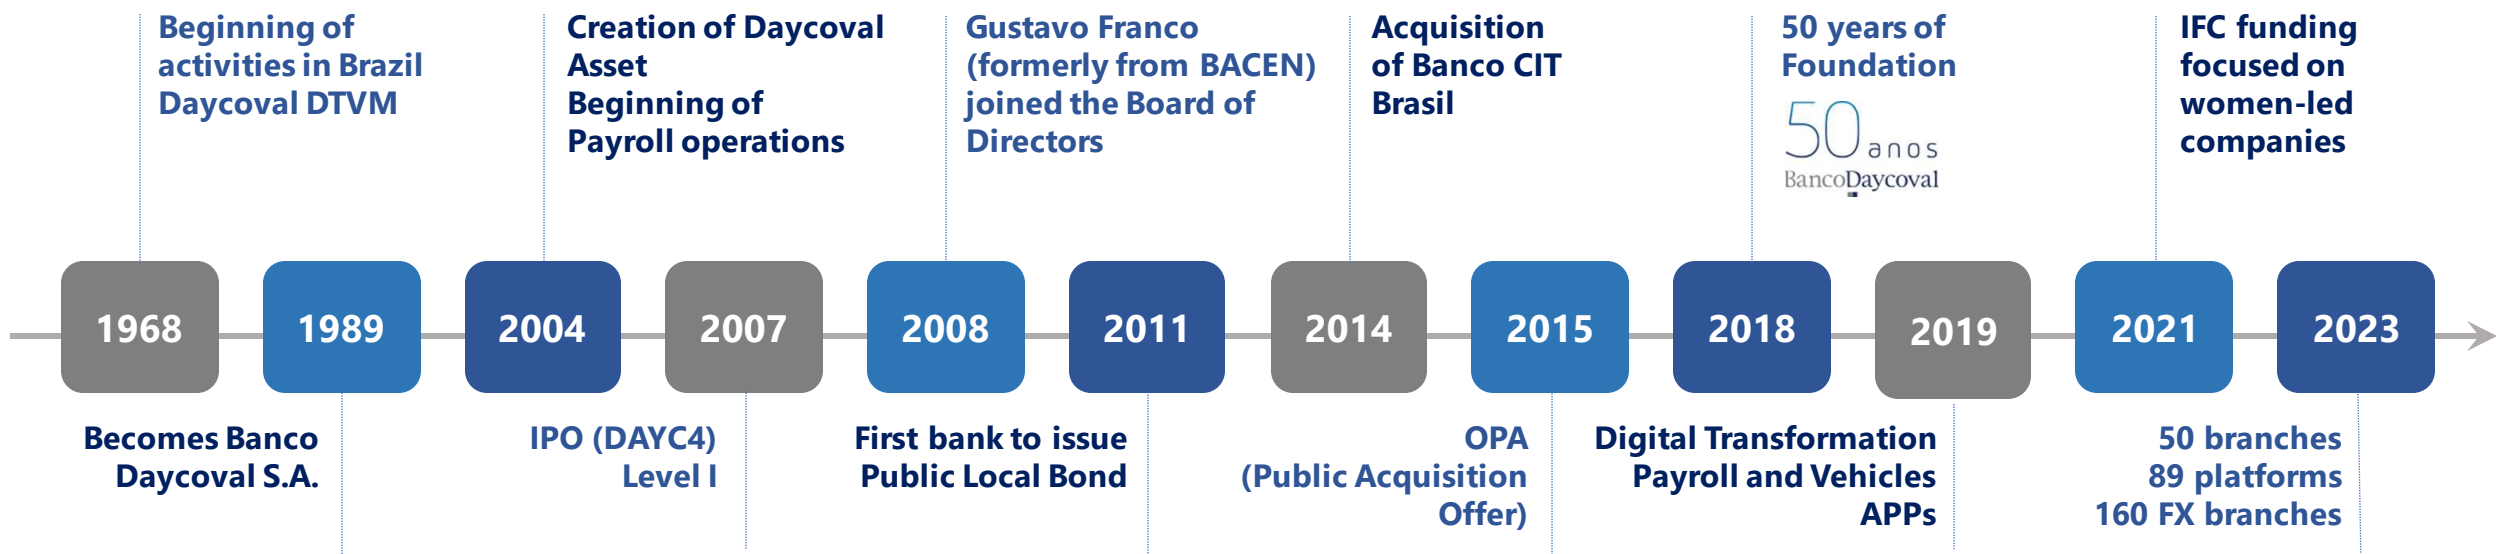 Beginning of
activities in Brazil
Daycoval DTVM
Creation of Daycoval
Asset
Beginning of
Payroll operations
Gustavo Franco
(formerly from BACEN)
joined the Board of
Directors
Acquisition
of Banco CIT
Brasil
50 years of
Foundation
50 anos
BancoDaycoval
IFC funding
focused on
women-led
companies
1968
1989
2004
2007
2008
2011
2014
2015
2018
2019
2021
2023
Becomes Banco
Daycoval S.A.
IPO (DAYC4)
Level I
First bank to issue
Public Local Bond
OPA
(Public Acquisition
Offer)
Digital Transformation
Payroll and Vehicles
APPs
50 branches
89 platforms
160 FX branches